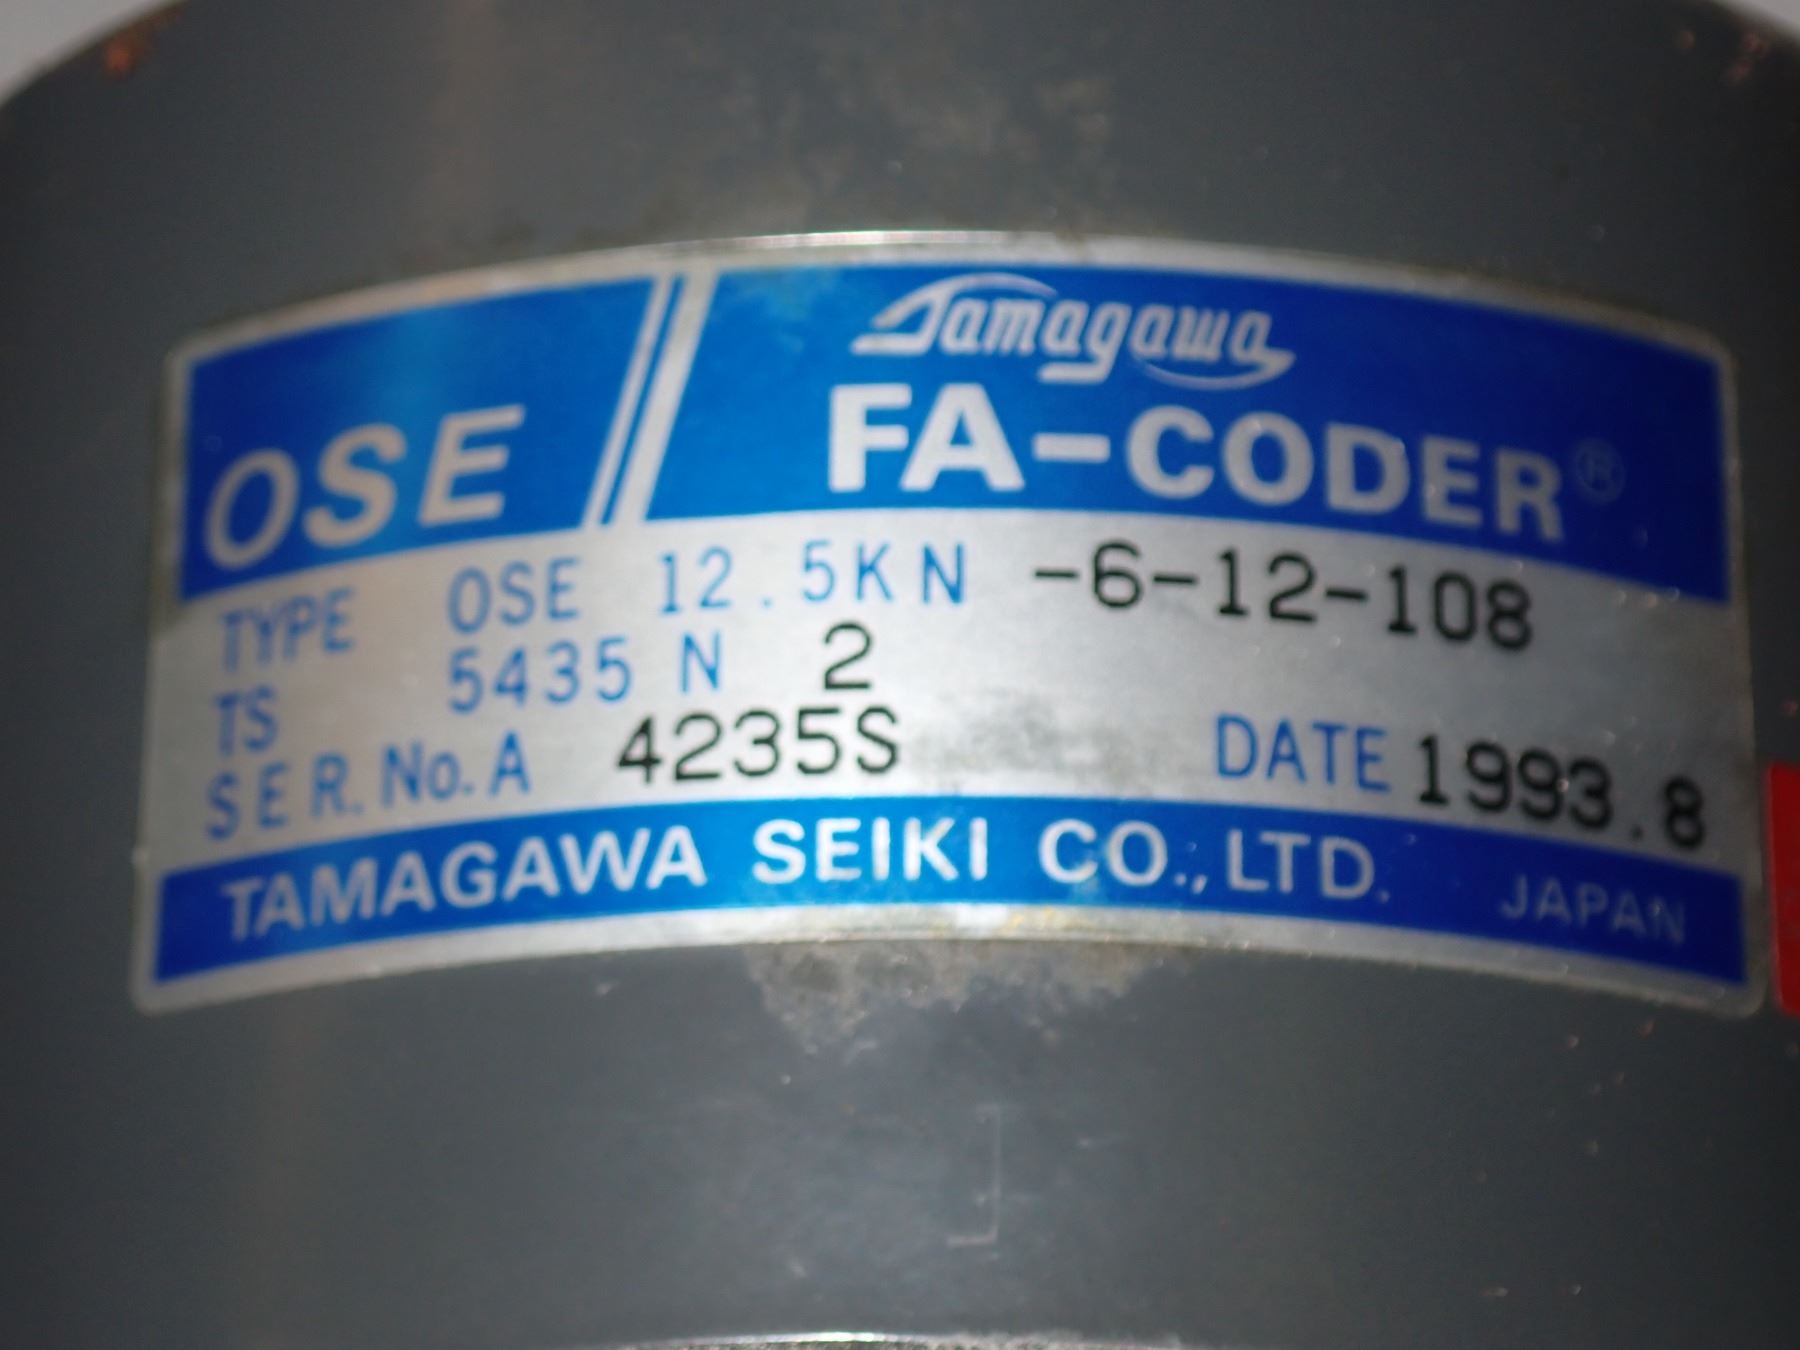 Tamagawa
OSE FA-CODER®
TYPE OSE 12.5KN -6-12-108
TS 5435 N 2
SER. No. A 4235S DATE 1993.8
TAMAGAWA SEIKI CO., LTD. JAPAN